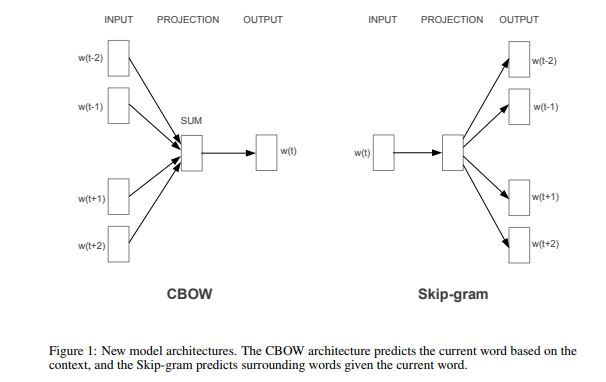 INPUT PROJECTION OUTPUT
w(t-2)
w(t-1)
SUM
w(t)
w(t+1)
w(t+2)
CBOW
INPUT PROJECTION OUTPUT
w(t-2)
w(t-1)
w(t)
w(t+1)
w(t+2)
Skip-gram
Figure 1: New model architectures. The CBOW architecture predicts the current word based on the
context, and the Skip-gram predicts surrounding words given the current word.